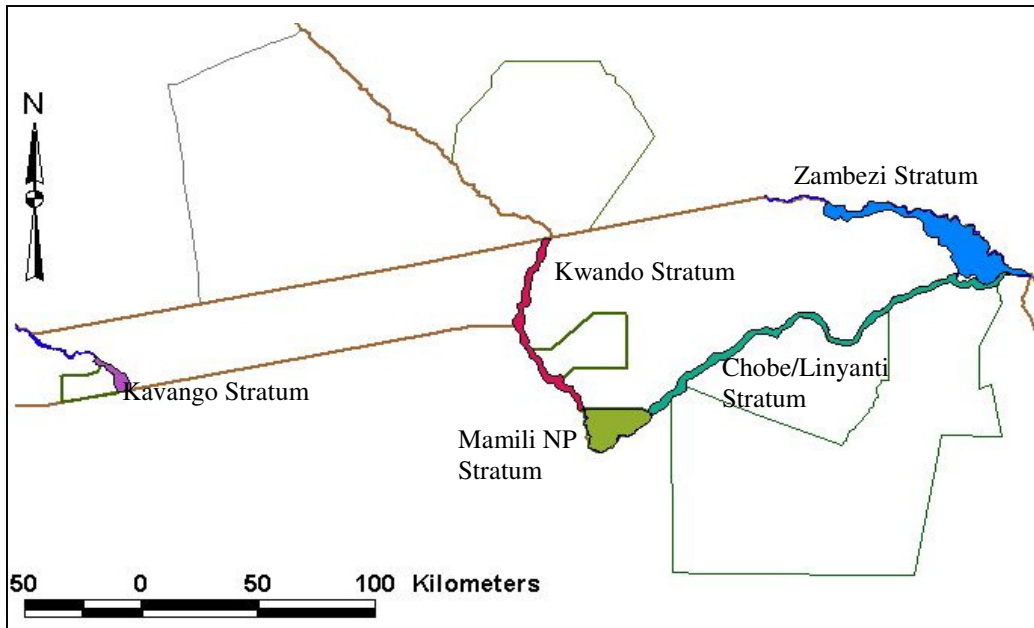 N
Zambezi Stratum
Kwando Stratum
Kavango Stratum
Chobe/Linyanti
Stratum
Mamili NP
Stratum
50 0 50 100 Kilometers